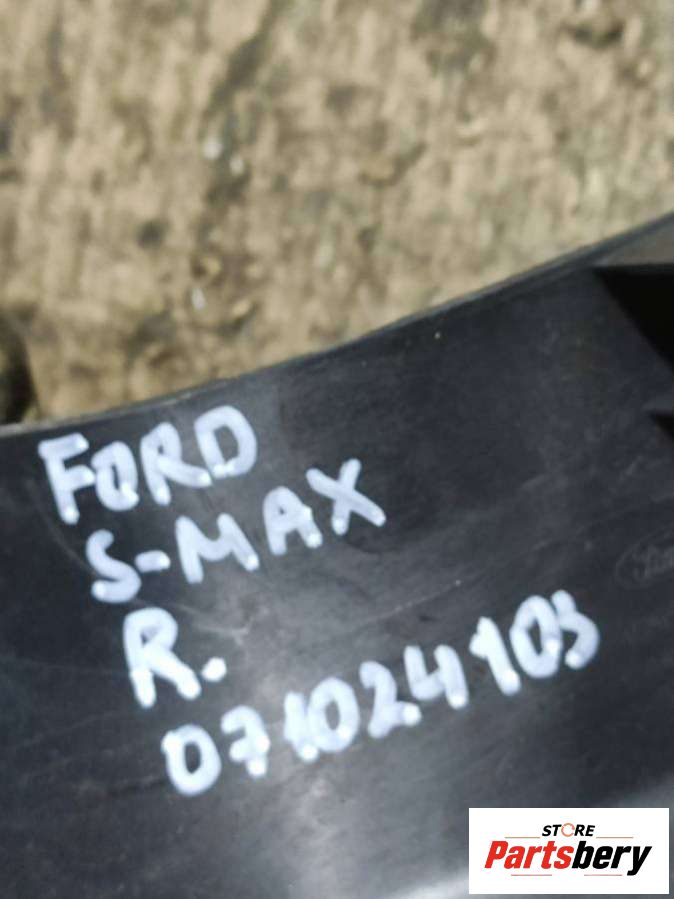 FORD
S-MAX
R.
071024103
STORE
Partsbery